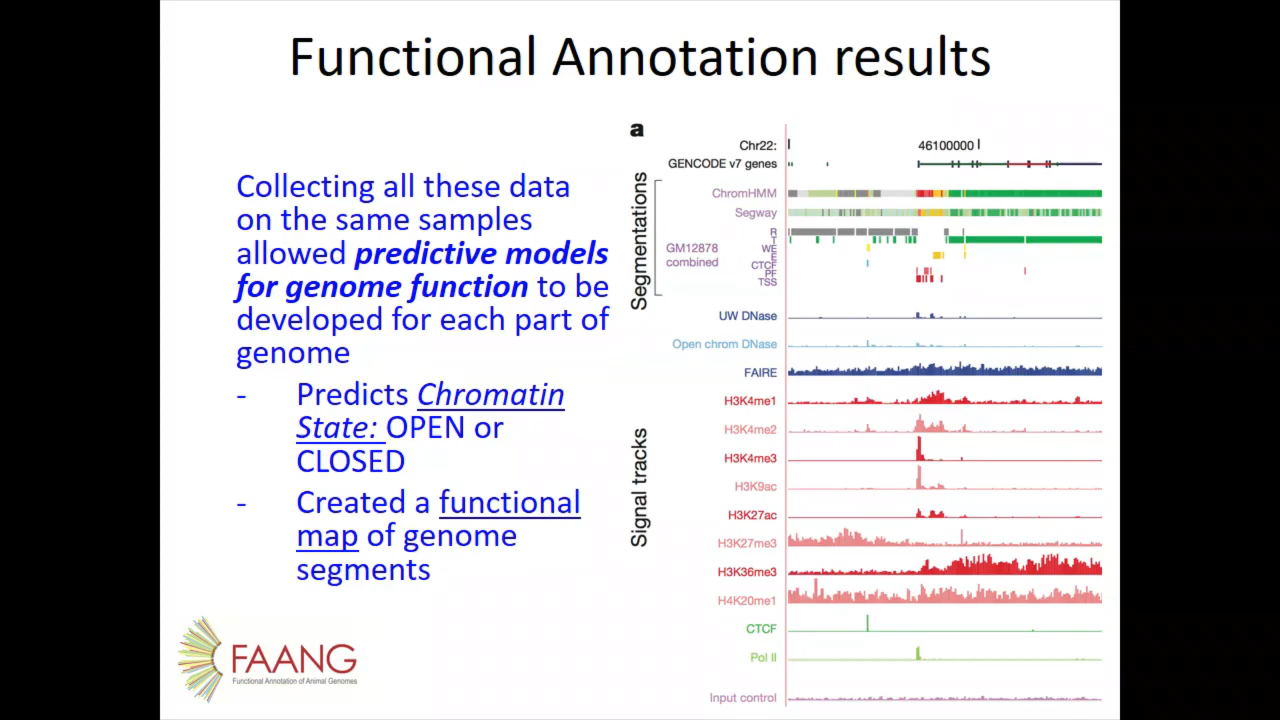 Functional Annotation results
Collecting all these data
on the same samples
allowed predictive models
for genome function to be
developed for each part of
genome
- Predicts Chromatin
State: OPEN or
CLOSED
- Created a functional
map of genome
segments
FAANG
Functional Annotation of Animal Genomes
a
Chr22:
46100000
GENCODE v7 genes
Segmentations
ChromHMM
Segway
GM12878
combined
R
T
WE
E
CTCF
PF
TSS
Signal tracks
UW DNase
Open chrom DNase
FAIRE
H3K4me1
H3K4me2
H3K4me3
H3K9ac
H3K27ac
H3K27me3
H3K36me3
H4K20me1
CTCF
Pol II
Input control